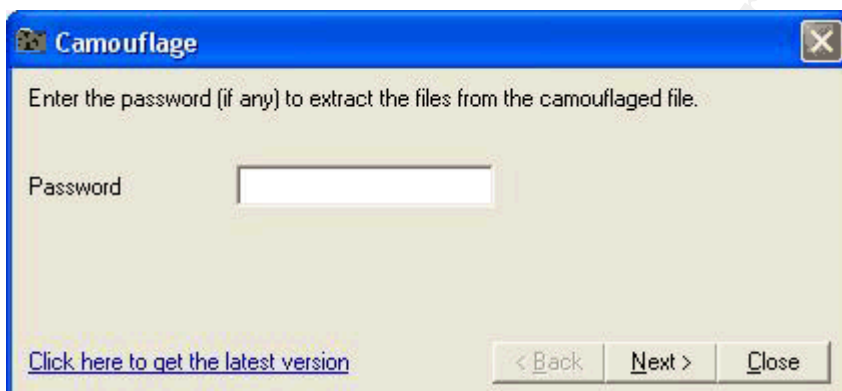 Camouflage
Enter the password (if any) to extract the files from the camouflaged file.
Password
Click here to get the latest version
< Back
Next >
Close